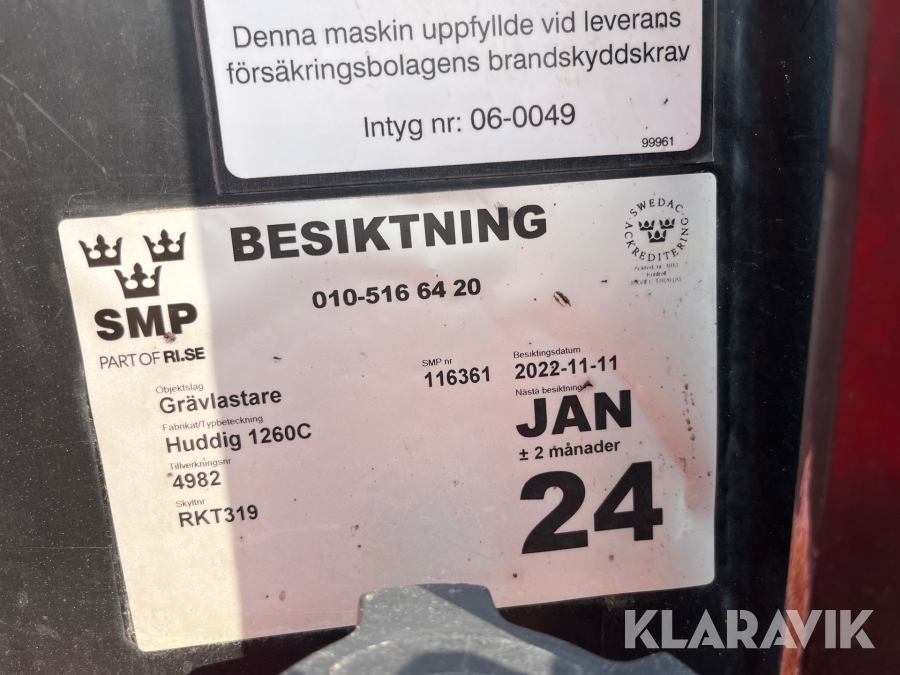 Denna maskin uppfyllde vid leverans
försäkringsbolagens brandskyddskrav
Intyg nr: 06-0049
99961
BESIKTNING
SWEDAC
ACKREDITERING
010-516 64 20
SMP
PART OF RI.SE
SMP nr
116361
Besiktingsdatum
2022-11-11
Objektslag
Grävlastare
Nästa besiktning
JAN
± 2 månader
24
Fabrikat/Typbeteckning
Huddig 1260C
Tillverkningsnr
4982
Skyltnr
RKT319
KLARAVIK